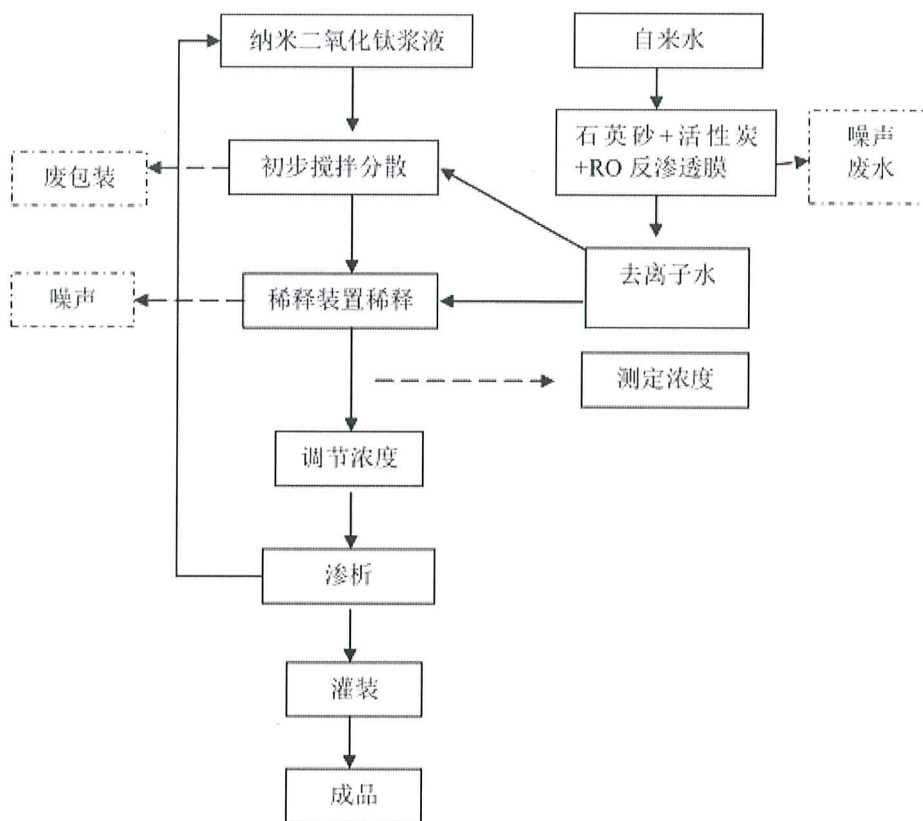 纳米二氧化钛浆液
自来水
石英砂+活性炭
+RO 反渗透膜
噪声
废水
初步搅拌分散
废包装
去离子水
稀释装置稀释
噪声
测定浓度
调节浓度
渗析
灌装
成品